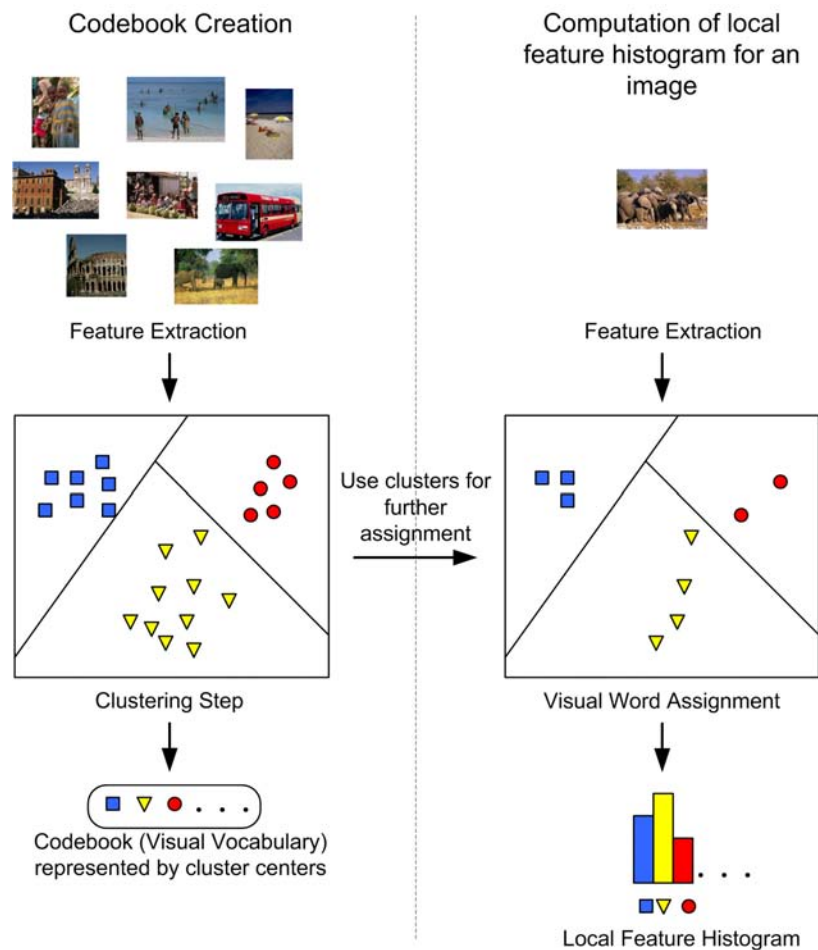 Codebook Creation
Computation of local
feature histogram for an
image
Feature Extraction
Feature Extraction
Use clusters for
further
assignment
Clustering Step
Visual Word Assignment
Codebook (Visual Vocabulary)
represented by cluster centers
Local Feature Histogram